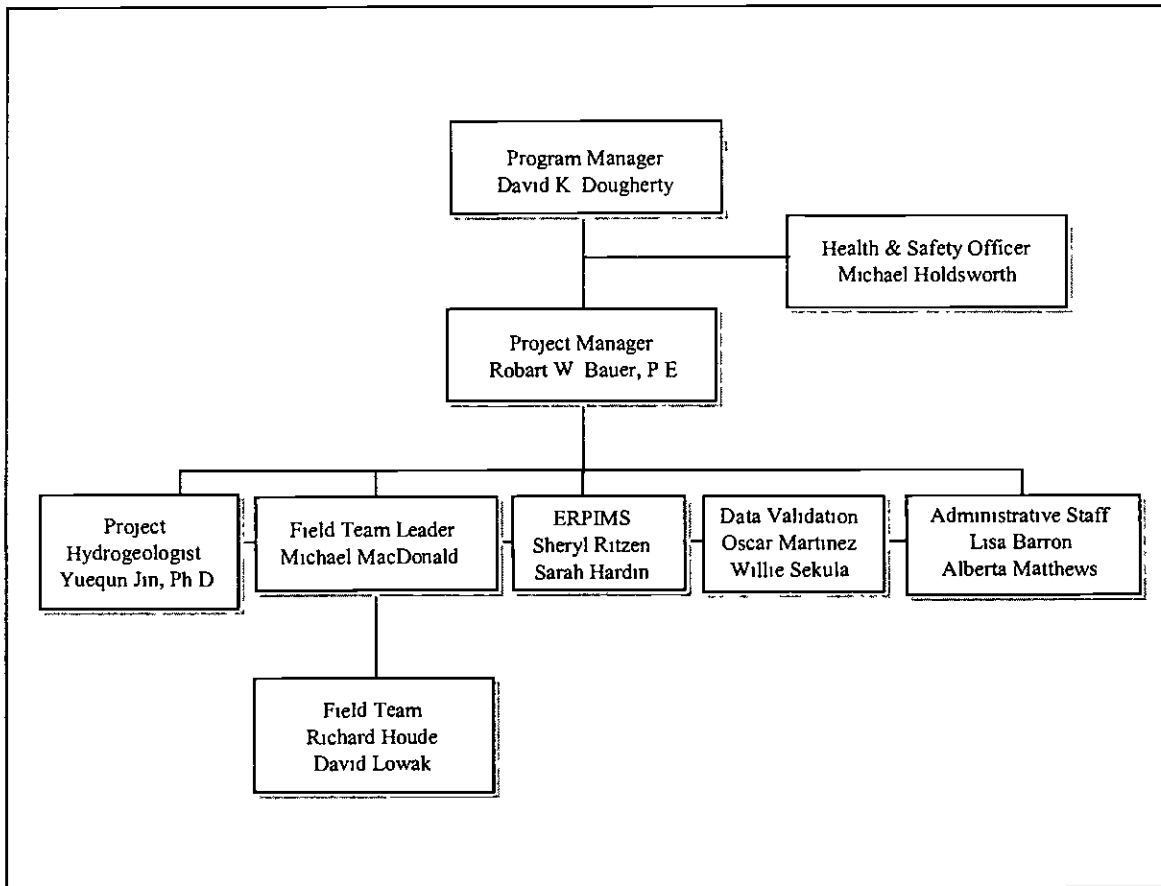 Program Manager
David K Dougherty
Health & Safety Officer
Michael Holdsworth
Project Manager
Robart W Bauer, P E
Project
Hydrogeologist
Yuequn Jin, Ph D
Field Team Leader
Michael MacDonald
ERPIMS
Sheryl Ritzen
Sarah Hardin
Data Validation
Oscar Martinez
Willie Sekula
Administrative Staff
Lisa Barron
Alberta Matthews
Field Team
Richard Houde
David Lowak